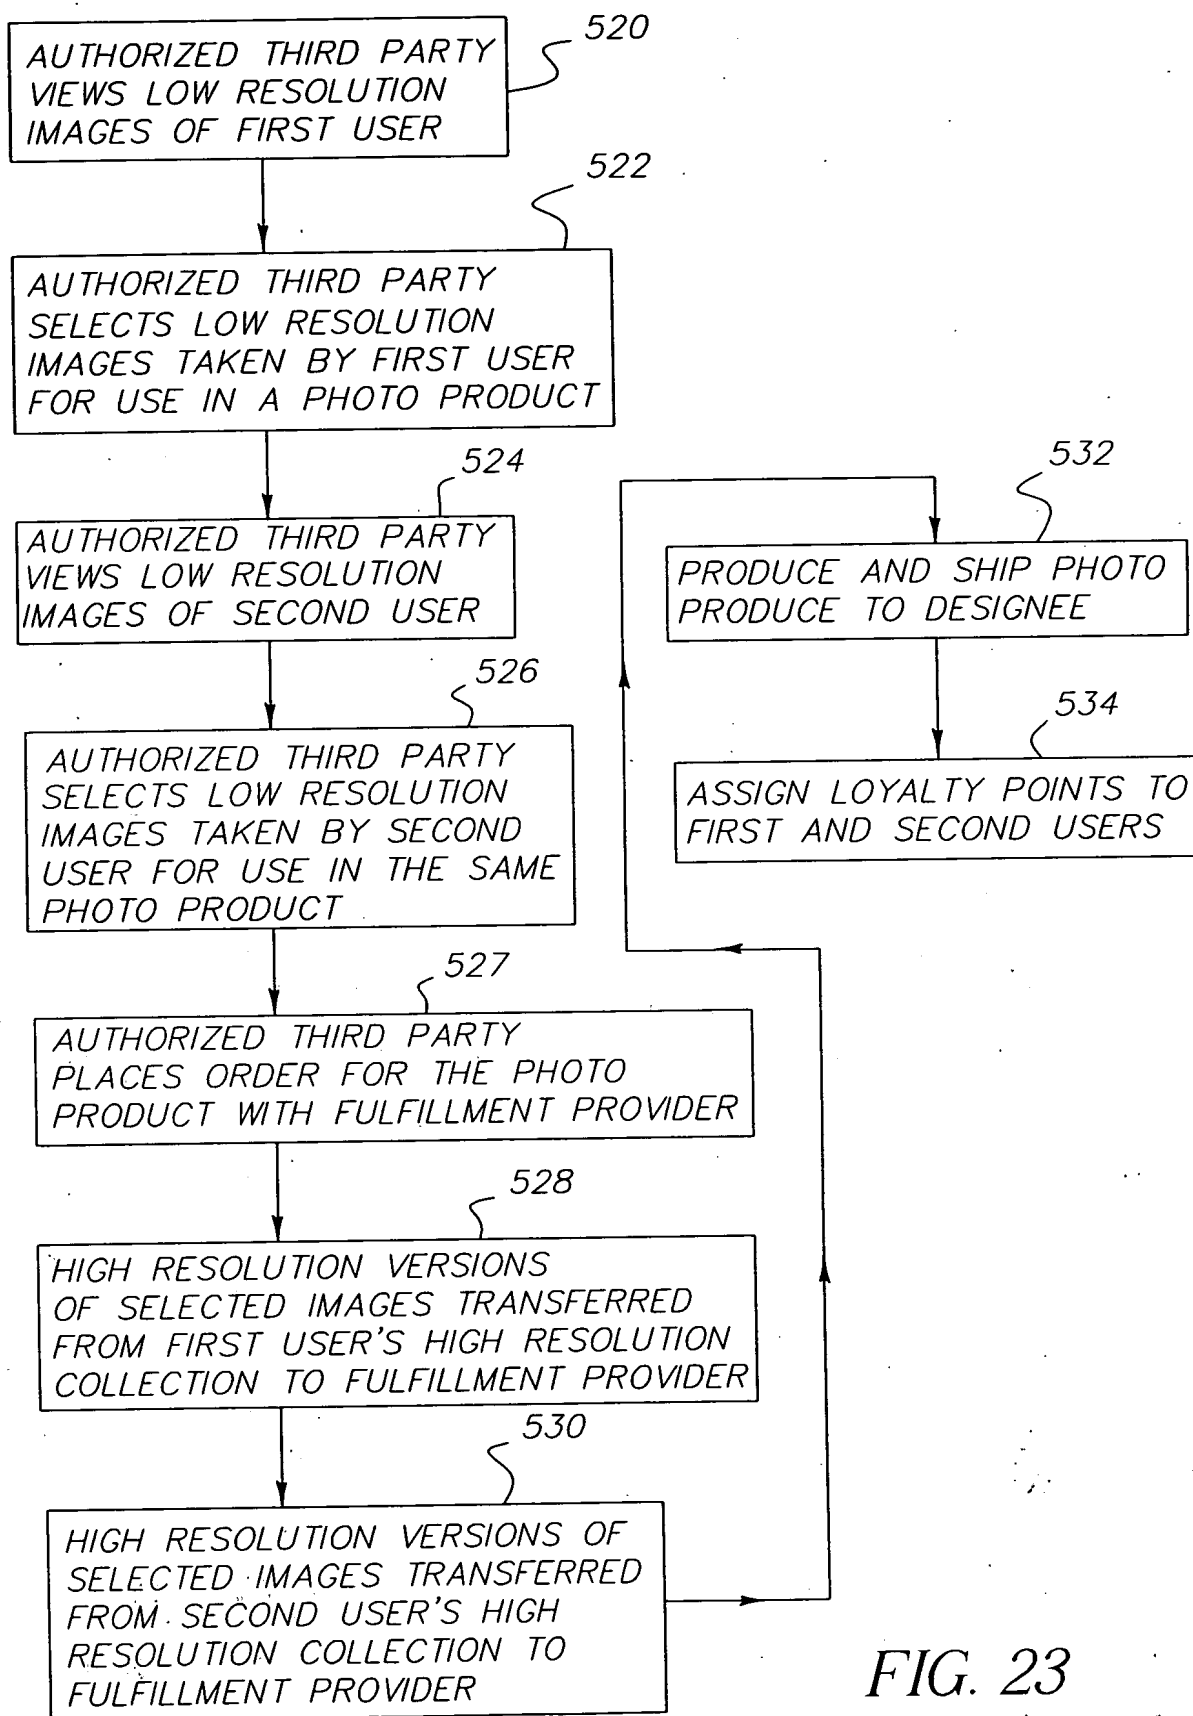 520
AUTHORIZED THIRD PARTY
VIEWS LOW RESOLUTION
IMAGES OF FIRST USER
522
AUTHORIZED THIRD PARTY
SELECTS LOW RESOLUTION
IMAGES TAKEN BY FIRST USER
FOR USE IN A PHOTO PRODUCT
524
AUTHORIZED THIRD PARTY
VIEWS LOW RESOLUTION
IMAGES OF SECOND USER
526
AUTHORIZED THIRD PARTY
SELECTS LOW RESOLUTION
IMAGES TAKEN BY SECOND
USER FOR USE IN THE SAME
PHOTO PRODUCT
527
AUTHORIZED THIRD PARTY
PLACES ORDER FOR THE PHOTO
PRODUCT WITH FULFILLMENT PROVIDER
528
HIGH RESOLUTION VERSIONS
OF SELECTED IMAGES TRANSFERRED
FROM FIRST USER'S HIGH RESOLUTION
COLLECTION TO FULFILLMENT PROVIDER
530
HIGH RESOLUTION VERSIONS OF
SELECTED IMAGES TRANSFERRED
FROM SECOND USER'S HIGH
RESOLUTION COLLECTION TO
FULFILLMENT PROVIDER
532
PRODUCE AND SHIP PHOTO
PRODUCE TO DESIGNEE
534
ASSIGN LOYALTY POINTS TO
FIRST AND SECOND USERS
FIG. 23